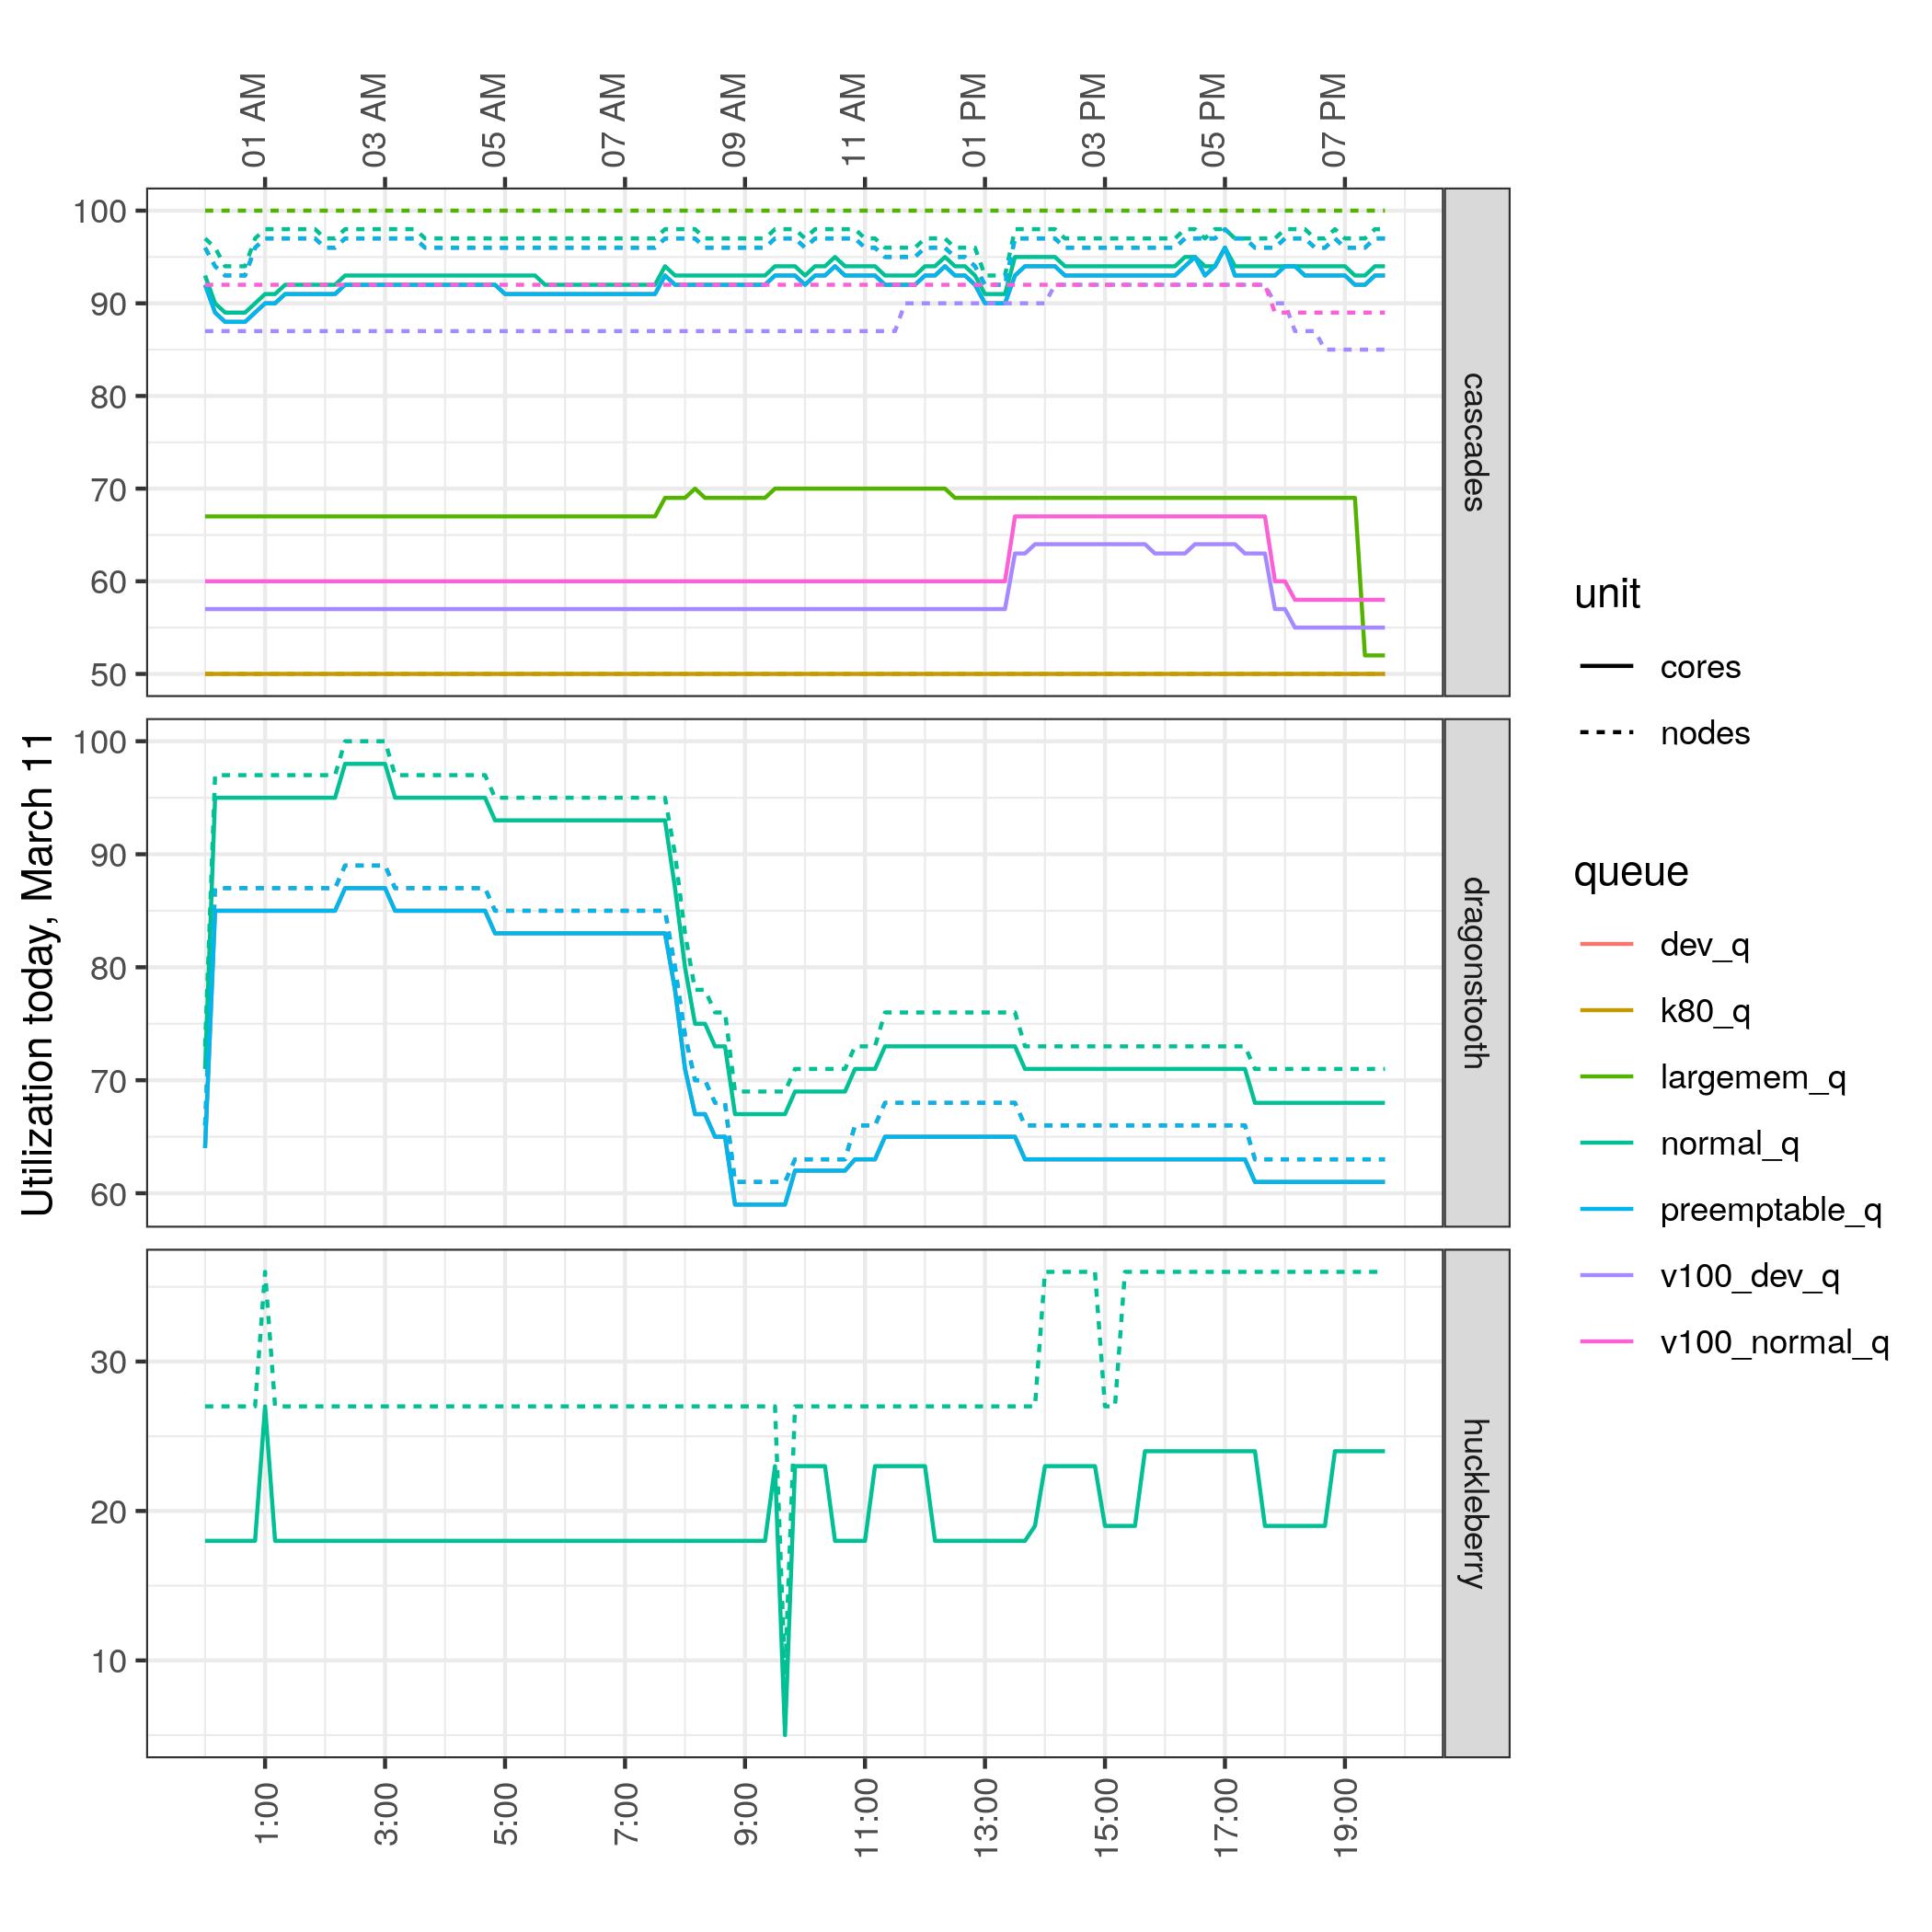 01 AM
03 AM
05 AM
07 AM
09 AM
11 AM
01 PM
03 PM
05 PM
07 PM
Utilization today, March 11
100
90
80
70
60
50
cascades
100
90
80
70
60
dragonstooth
30
20
10
huckleberry
1:00
3:00
5:00
7:00
9:00
11:00
13:00
15:00
17:00
19:00
unit
cores
nodes
queue
dev_q
k80_q
largemem_q
normal_q
preemptable_q
v100_dev_q
v100_normal_q